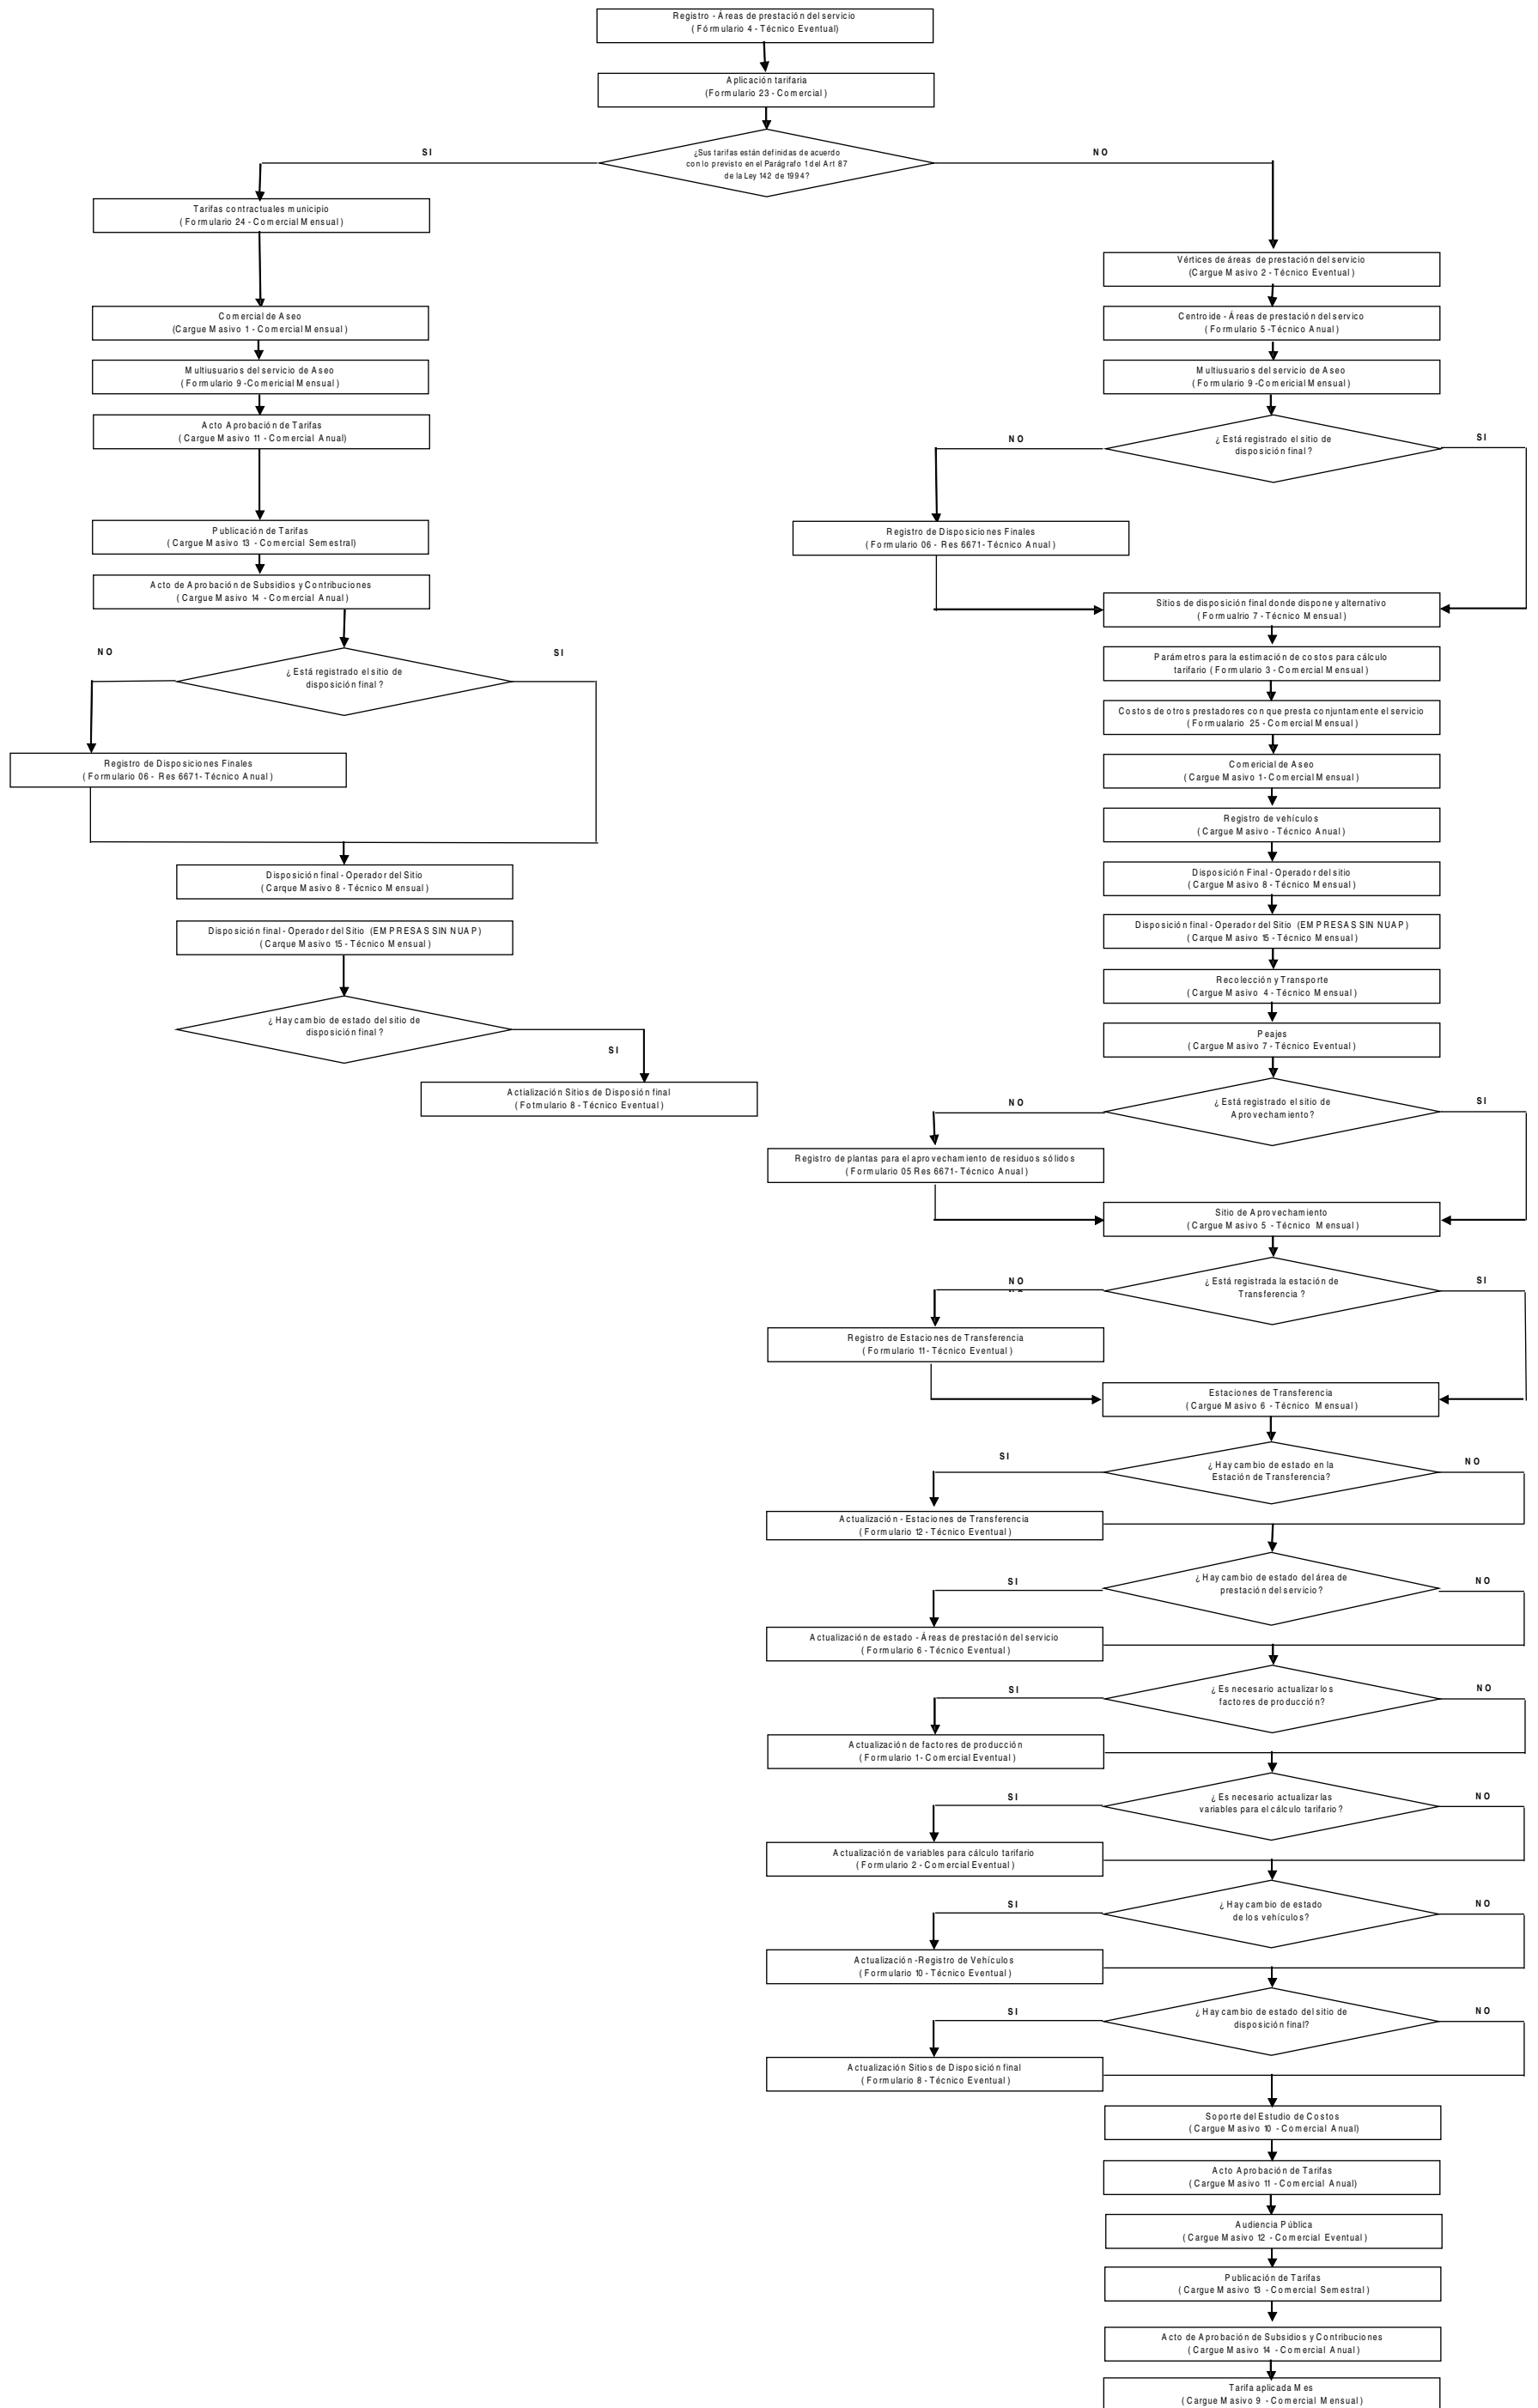 Registro - Áreas de prestación del servicio
( Fórmulario 4 - Técnico Eventual)
Aplicación tarifaria
(Formulario 23 - Comercial )
¿Sus tarifas están definidas de acuerdo
con lo previsto en el Parágrafo 1 del Art 87
de la Ley 142 de 1994?
SI
NO
Tarifas contractuales municipio
( Formulario 24 - Comercial Mensual )
Comercial de Aseo
(Cargue Masivo 1 - Comercial Mensual )
Multiusuarios del servicio de Aseo
( Formulario 9 -Comericial Mensual )
Acto Aprobación de Tarifas
( Cargue Masivo 11 - Comercial Anual)
Publicación de Tarifas
( Cargue Masivo 13 - Comercial Semestral)
Acto de Aprobación de Subsidios y Contribuciones
( Cargue Masivo 14 - Comercial Anual )
NO
SI
¿ Está registrado el sitio de
disposición final ?
Registro de Disposiciones Finales
( Formulario 06 - Res 6671- Técnico Anual )
Disposición final - Operador del Sitio
( Carque Masivo 8 - Técnico Mensual )
Disposición final - Operador del Sitio (EMPRESAS SIN NUAP)
( Carque Masivo 15 - Técnico Mensual )
¿ Hay cambio de estado del sitio de
disposición final ?
SI
Actialización Sitios de Disposión final
( Fotmulario 8 - Técnico Eventual )
Vértices de áreas de prestación del servicio
(Cargue Masivo 2 - Técnico Eventual )
Centroide - Áreas de prestación del servico
( Formulario 5 -Técnico Anual )
Multiusuarios del servicio de Aseo
( Formulario 9 -Comericial Mensual )
¿ Está registrado el sitio de
disposición final ?
NO
SI
Registro de Disposiciones Finales
( Formulario 06 - Res 6671- Técnico Anual )
Sitios de disposición final donde dispone y alternativo
( Formualrio 7 - Técnico Mensual )
Parámetros para la estimación de costos para cálculo
tarifario ( Formulario 3 - Comercial Mensual )
Costos de otros prestadores con que presta conjuntamente el servicio
( Formualario 25 - Comercial Mensual )
Comericial de Aseo
( Cargue Masivo 1- Comercial Mensual )
Registro de vehículos
( Cargue Masivo - Técnico Anual )
Disposición Final - Operador del sitio
( Cargue Masivo 8 - Técnico Mensual )
Disposición final - Operador del Sitio (EMPRESAS SIN NUAP)
( Carque Masivo 15 - Técnico Mensual )
Recolección y Transporte
( Cargue Masivo 4 - Técnico Mensual )
Peajes
( Cargue Masivo 7 - Técnico Eventual )
¿ Está registrado el sitio de
Aprovechamiento?
NO
SI
Registro de plantas para el aprovechamiento de residuos sólidos
( Formulario 05 Res 6671- Técnico Anual )
Sitio de Aprovechamiento
( Cargue Masivo 5 - Técnico Mensual )
¿ Está registrada la estación de
Transferencia ?
NO
SI
Registro de Estaciones de Transferencia
( Formulario 11- Técnico Eventual )
Estaciones de Transferencia
( Cargue Masivo 6 - Técnico Mensual )
¿ Hay cambio de estado en la
Estación de Transferencia?
SI
NO
Actualización - Estaciones de Transferencia
( Formulario 12 - Técnico Eventual )
¿ Hay cambio de estado del área de
prestación del servicio?
SI
NO
Actualización de estado - Áreas de prestación del servicio
( Formulario 6 - Técnico Eventual )
¿ Es necesario actualizar los
factores de producción?
SI
NO
Actualización de factores de producción
( Formulario 1- Comercial Eventual )
¿ Es necesario actualizar las
variables para el cálculo tarifario ?
SI
NO
Actualización de variables para cálculo tarifario
( Formulario 2 - Comercial Eventual )
¿ Hay cambio de estado
de los vehículos?
SI
NO
Actualización -Registro de Vehículos
( Formulario 10 - Técnico Eventual )
¿ Hay cambio de estado del sitio de
disposición final?
SI
NO
Actualización Sitios de Disposición final
( Formulario 8 - Técnico Eventual )
Soporte del Estudio de Costos
( Cargue Masivo 10 - Comercial Anual)
Acto Aprobación de Tarifas
( Cargue Masivo 11 - Comercial Anual)
Audiencia Pública
( Cargue Masivo 12 - Comercial Eventual )
Publicación de Tarifas
( Cargue Masivo 13 - Comercial Semestral )
Acto de Aprobación de Subsidios y Contribuciones
( Cargue Masivo 14 - Comercial Anual )
Tarifa aplicada Mes
( Cargue Masivo 9 - Comercial Mensual )